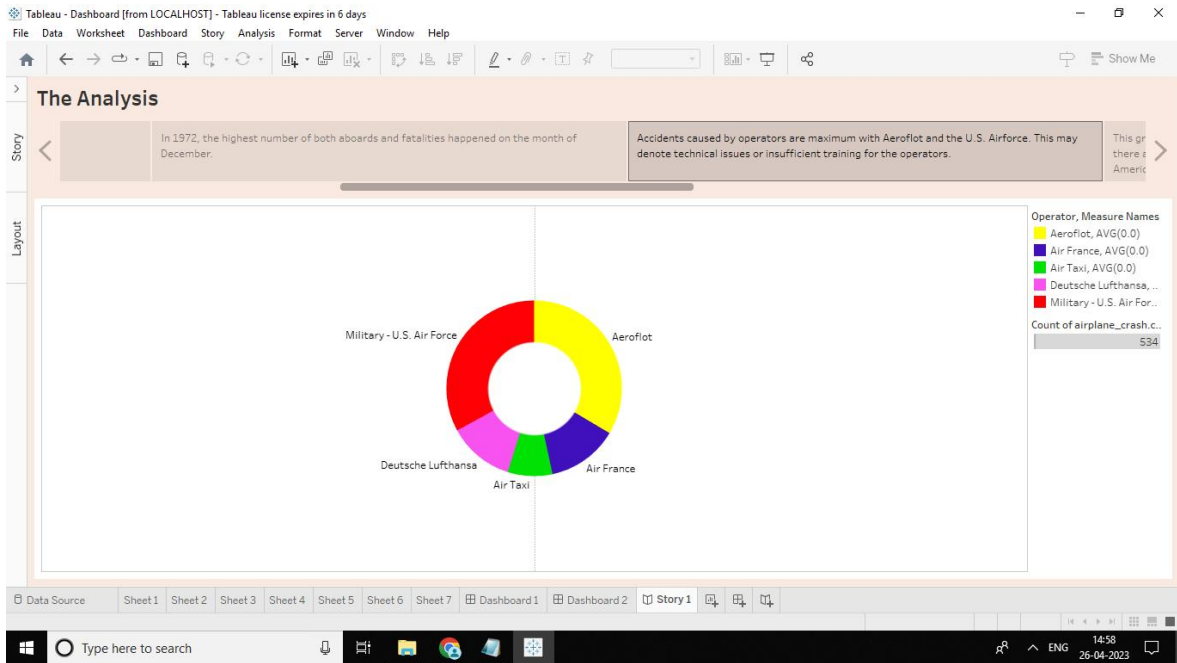 Tableau - Dashboard [from LOCALHOST] - Tableau license expires in 6 days
File Data Worksheet Dashboard Story Analysis Format Server Window Help
Show Me
The Analysis
Story
Layout
In 1972, the highest number of both aboards and fatalities happened on the month of
December.
Accidents caused by operators are maximum with Aeroflot and the U.S. Airforce. This may
denote technical issues or insufficient training for the operators.
This gr
there a
Americ
Operator, Measure Names
Aeroflot, AVG(0.0)
Air France, AVG(0.0)
Air Taxi, AVG(0.0)
Deutsche Lufthansa, ..
Military - U.S. Air For..
Count of airplane_crash.c..
534
Military - U.S. Air Force
Aeroflot
Deutsche Lufthansa
Air France
Air Taxi
Data Source Sheet 1 Sheet 2 Sheet 3 Sheet 4 Sheet 5 Sheet 6 Sheet 7 Dashboard 1 Dashboard 2 Story 1
Type here to search
ENG
14:58
26-04-2023